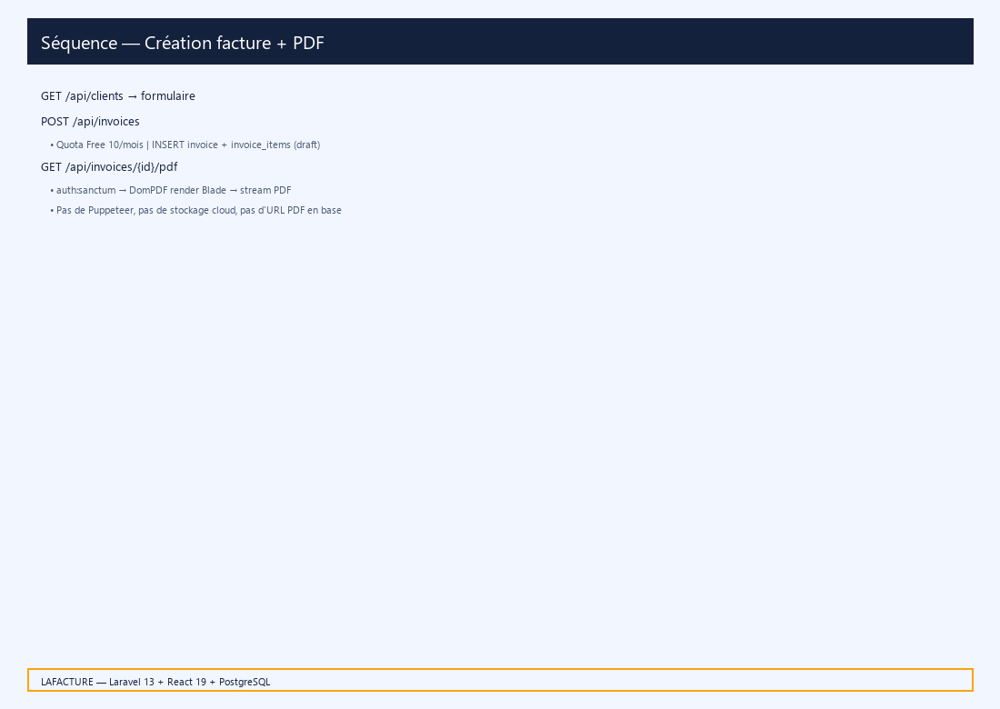 Séquence — Création facture + PDF
GET /api/clients → formulaire
POST /api/invoices
• Quota Free 10/mois | INSERT invoice + invoice_items (draft)
GET /api/invoices/{id}/pdf
• auth:sanctum → DomPDF render Blade → stream PDF
• Pas de Puppeteer, pas de stockage cloud, pas d'URL PDF en base
LAFACTURE — Laravel 13 + React 19 + PostgreSQL